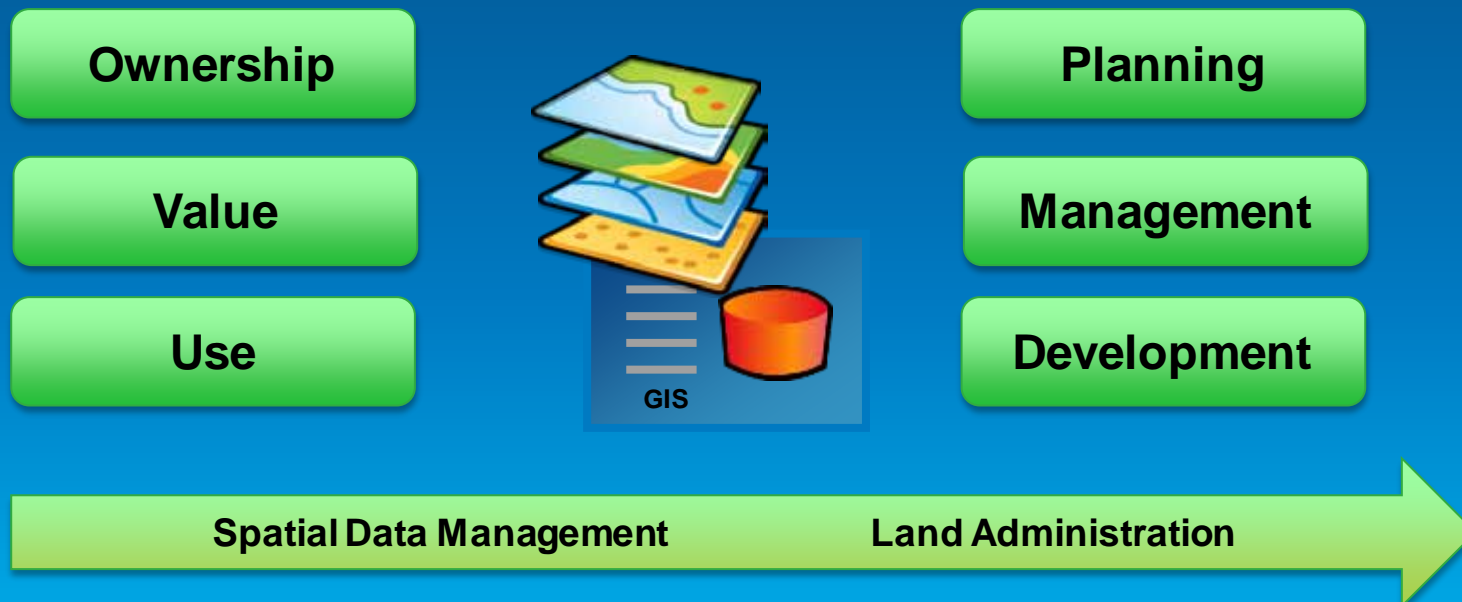 Ownership
Value
Use
GIS
Planning
Management
Development
Spatial Data Management
Land Administration